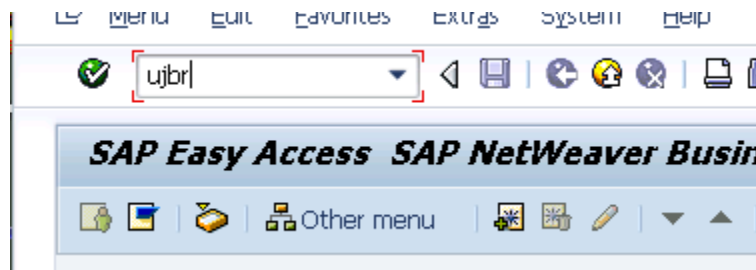 Menu Edit Favorites Extras System Help
ujbr
SAP Easy Access SAP NetWeaver Busin
Other menu